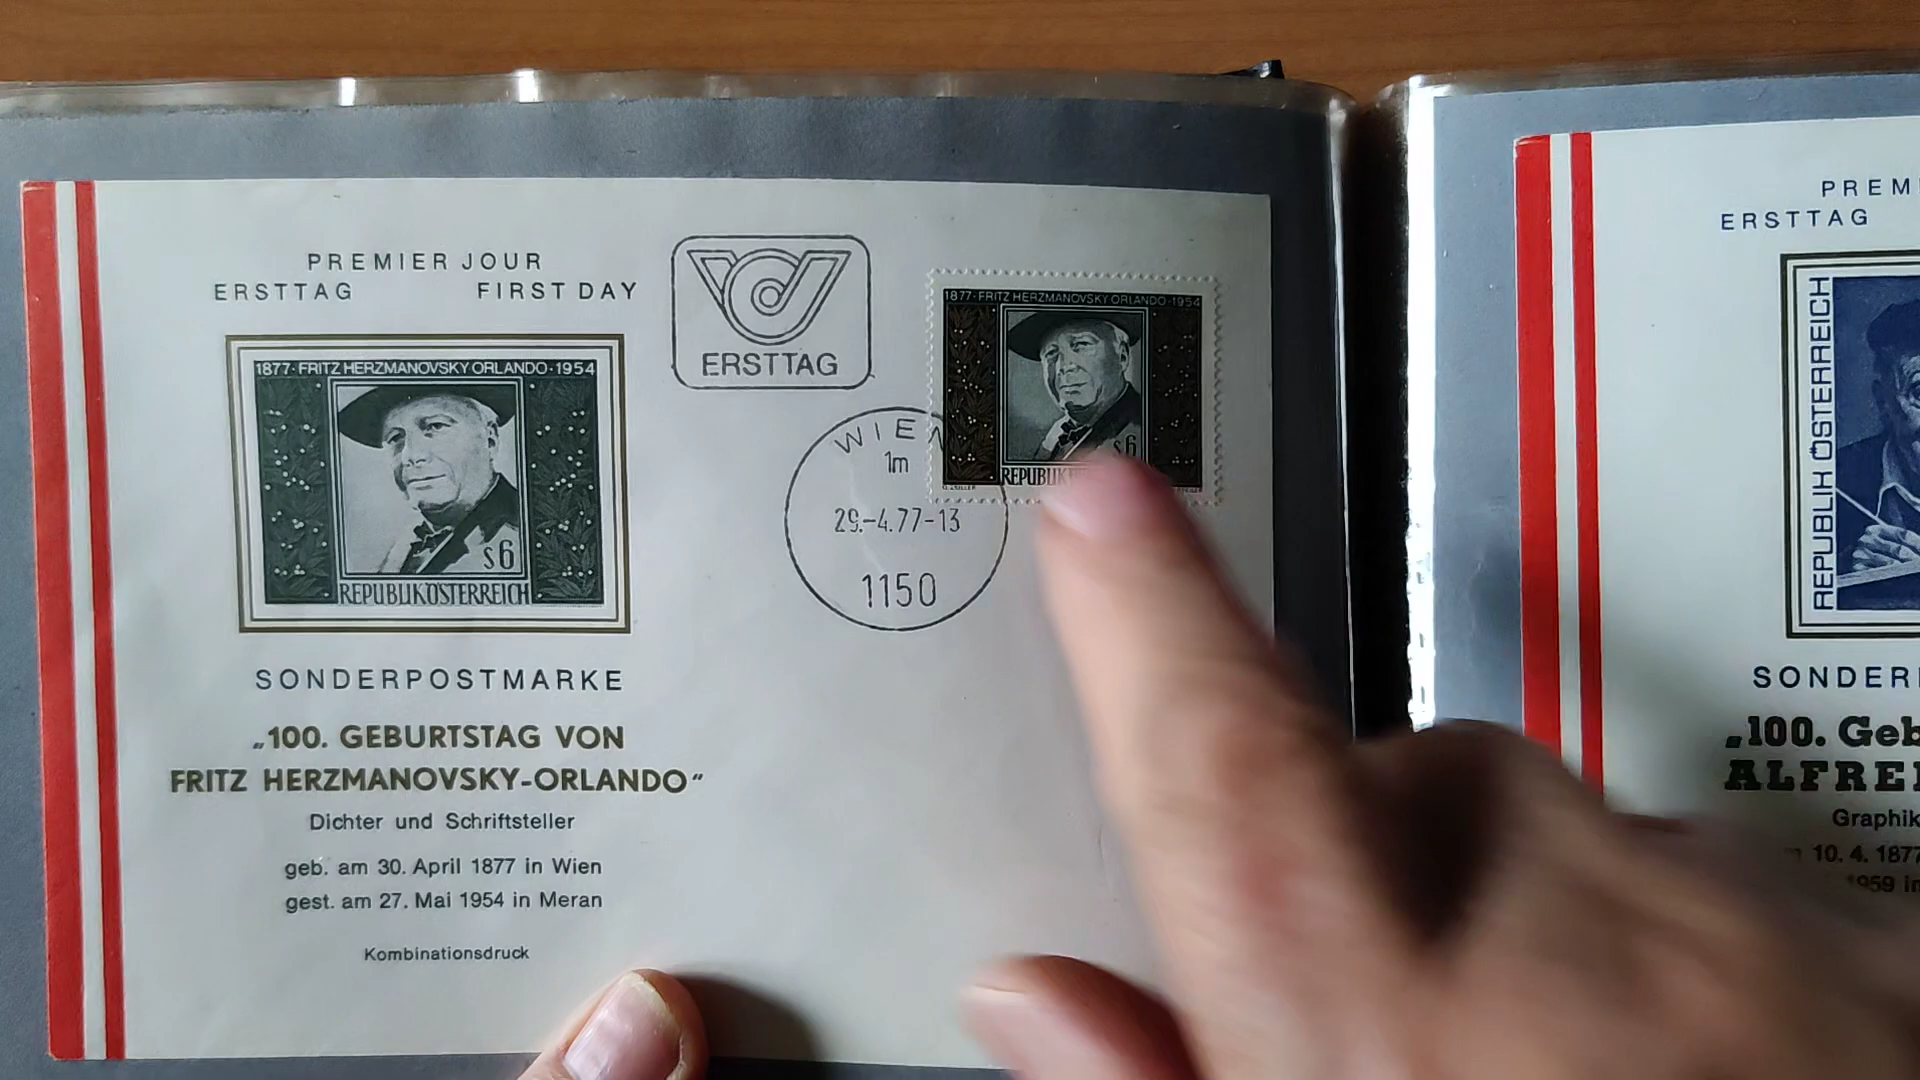 PREMIER JOUR
ERSTTAG FIRST DAY
1877·FRITZ HERZMANOVSKY ORLANDO·1954
S6
REPUBLIK ÖSTERREICH
SONDERPOSTMARKE
„100. GEBURTSTAG VON
FRITZ HERZMANOVSKY-ORLANDO“
Dichter und Schriftsteller
geb. am 30. April 1877 in Wien
gest. am 27. Mai 1954 in Meran
Kombinationsdruck
ERSTTAG
WIEN
1m
29.-4.77-13
1150
1877·FRITZ HERZMANOVSKY ORLANDO·1954
S6
REPUBLIK
PREMI
ERSTTAG
REPUBLIK ÖSTERREICH
SONDER
„100. Geb
ALFRE
Graphik
10. 4. 1877
1959 in